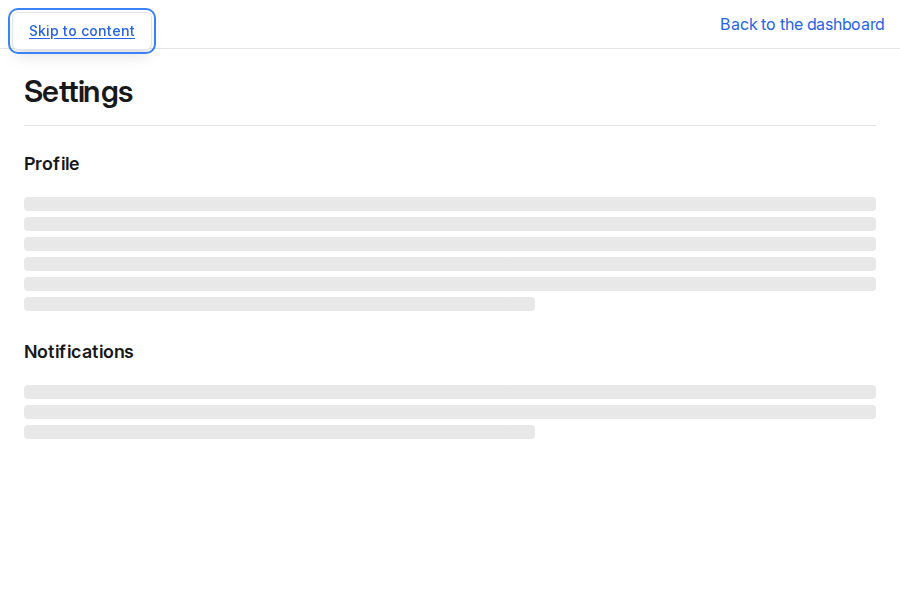 Skip to content
Back to the dashboard
Settings
Profile
Notifications